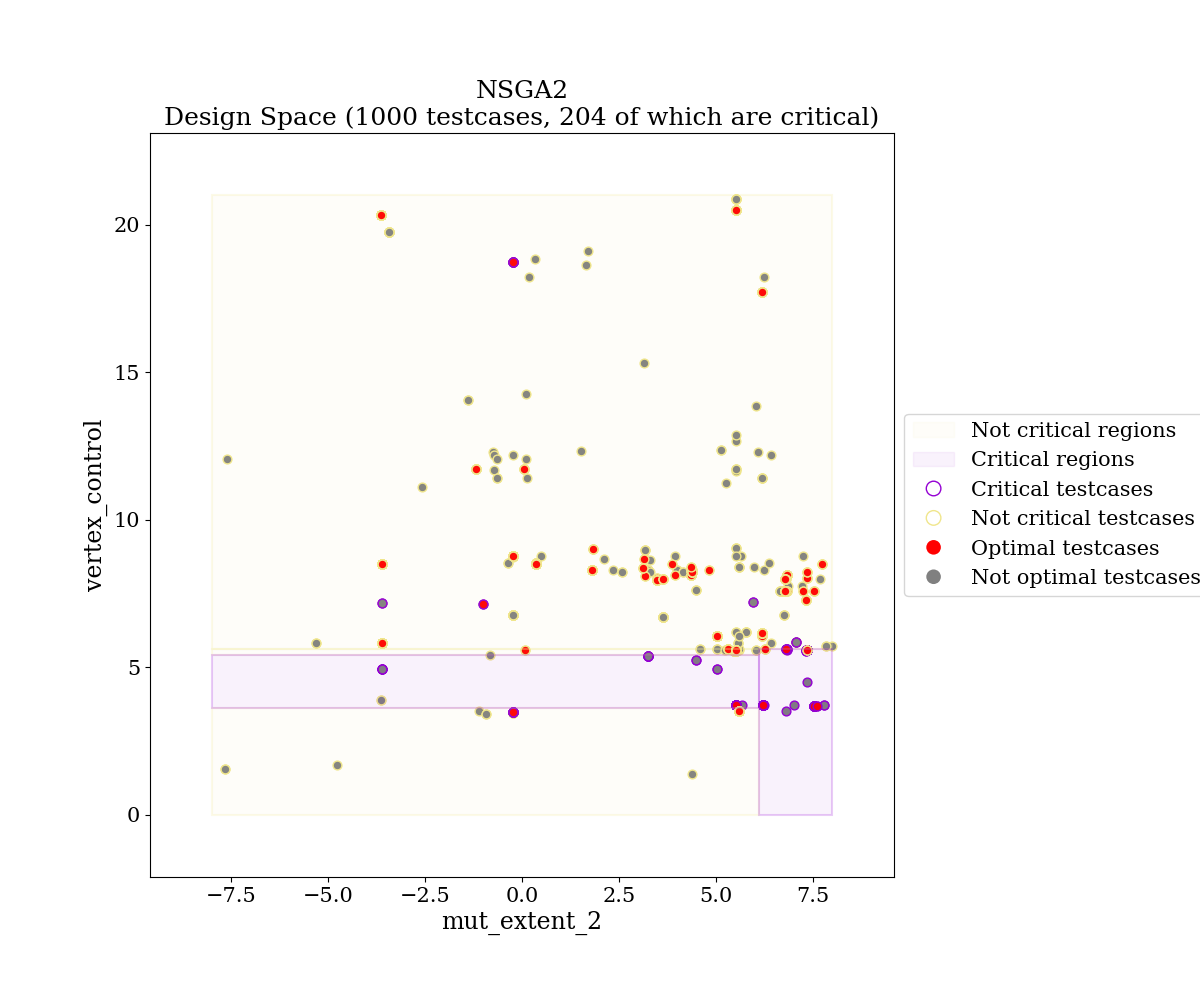 NSGA2
Design Space (1000 testcases, 204 of which are critical)
20
15
10
5
0
vertex_control
−7.5
−5.0
−2.5
0.0
2.5
5.0
7.5
mut_extent_2
Not critical regions
Critical regions
Critical testcases
Not critical testcases
Optimal testcases
Not optimal testcases